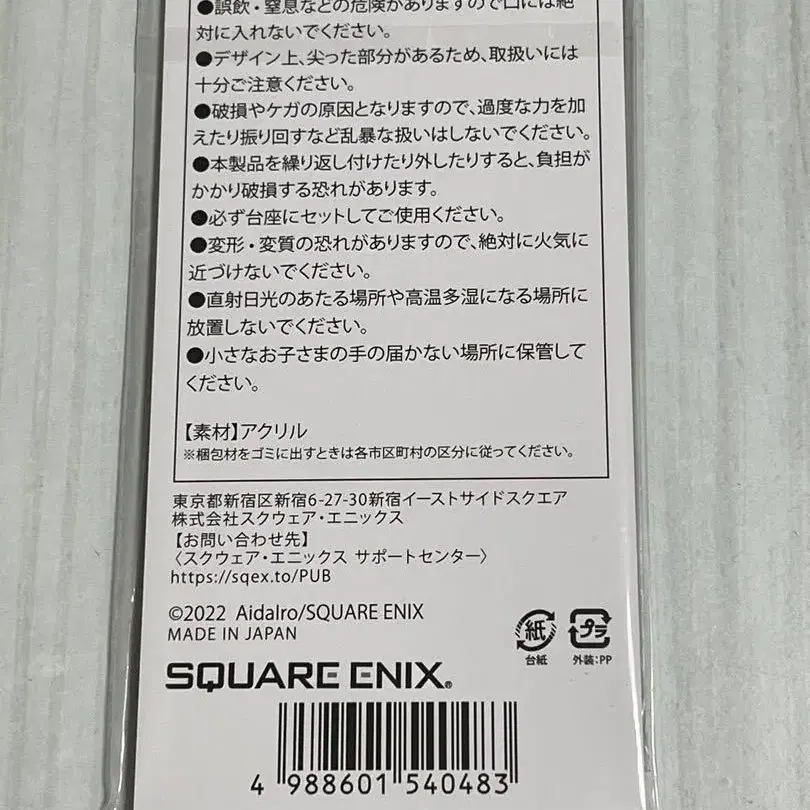 ●誤飲・窒息などの危険がありますので口には絶
対に入れないでください。
●デザイン上、尖った部分があるため、取扱いには
十分ご注意ください。
●破損やケガの原因となりますので、過度な力を加
えたり振り回すなど乱暴な扱いはしないでください。
●本製品を繰り返し付けたり外したりすると、負担が
かかり破損する恐れがあります。
●必ず台座にセットしてご使用ください。
●変形・変質の恐れがありますので、絶対に火気に
近づけないでください。
●直射日光のあたる場所や高温多湿になる場所に
放置しないでください。
●小さなお子さまの手の届かない場所に保管して
ください。
【素材】アクリル
※梱包材をゴミに出すときは各市区町村の区分に従ってください。
東京都新宿区新宿6-27-30新宿イーストサイドスクエア
株式会社スクウェア・エニックス
【お問い合わせ先】
〈スクウェア・エニックス サポートセンター〉
https://sqex.to/PUB
©2022 AidaIro/SQUARE ENIX
MADE IN JAPAN
紙
台紙
プラ
外装:PP
SQUARE ENIX®
4 988601 540483